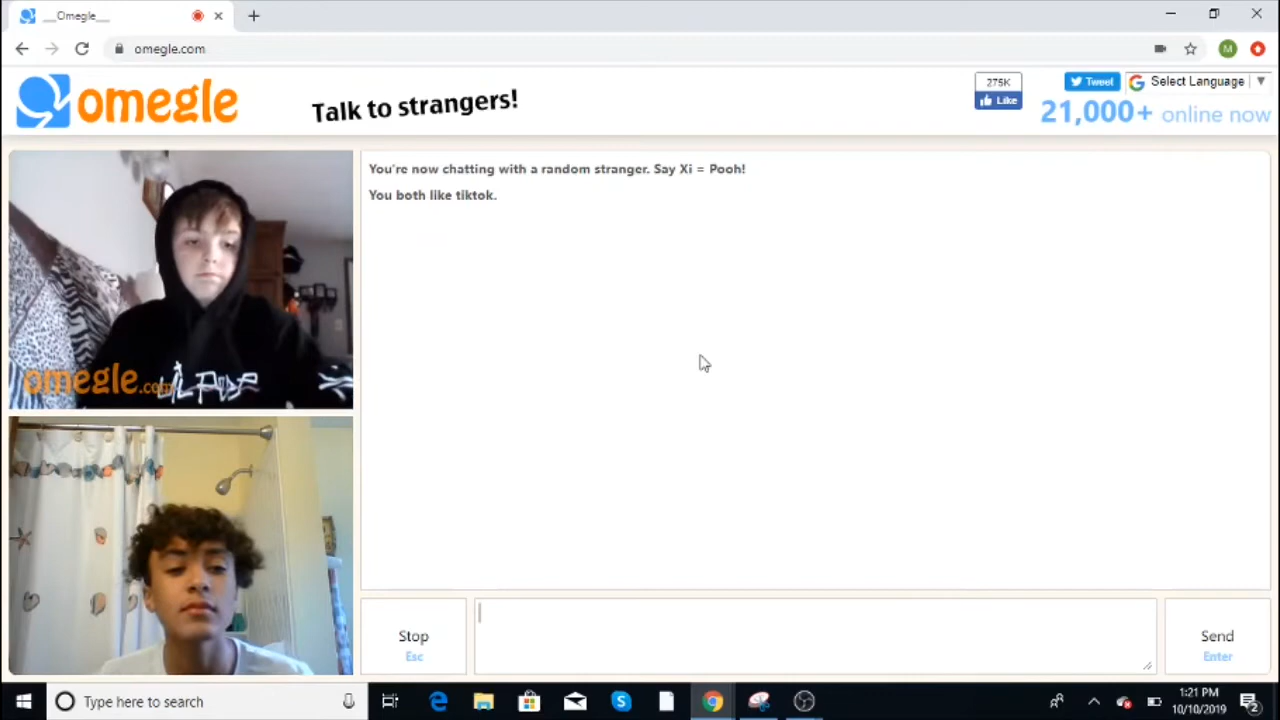 __Omegle__
omegle.com
M
omegle
Talk to strangers!
275K
Like
Tweet
G Select Language ▼
21,000+ online now
You're now chatting with a random stranger. Say Xi = Pooh!
You both like tiktok.
omegle.com
Stop
Esc
Send
Enter
Type here to search
1:21 PM
10/10/2019
2